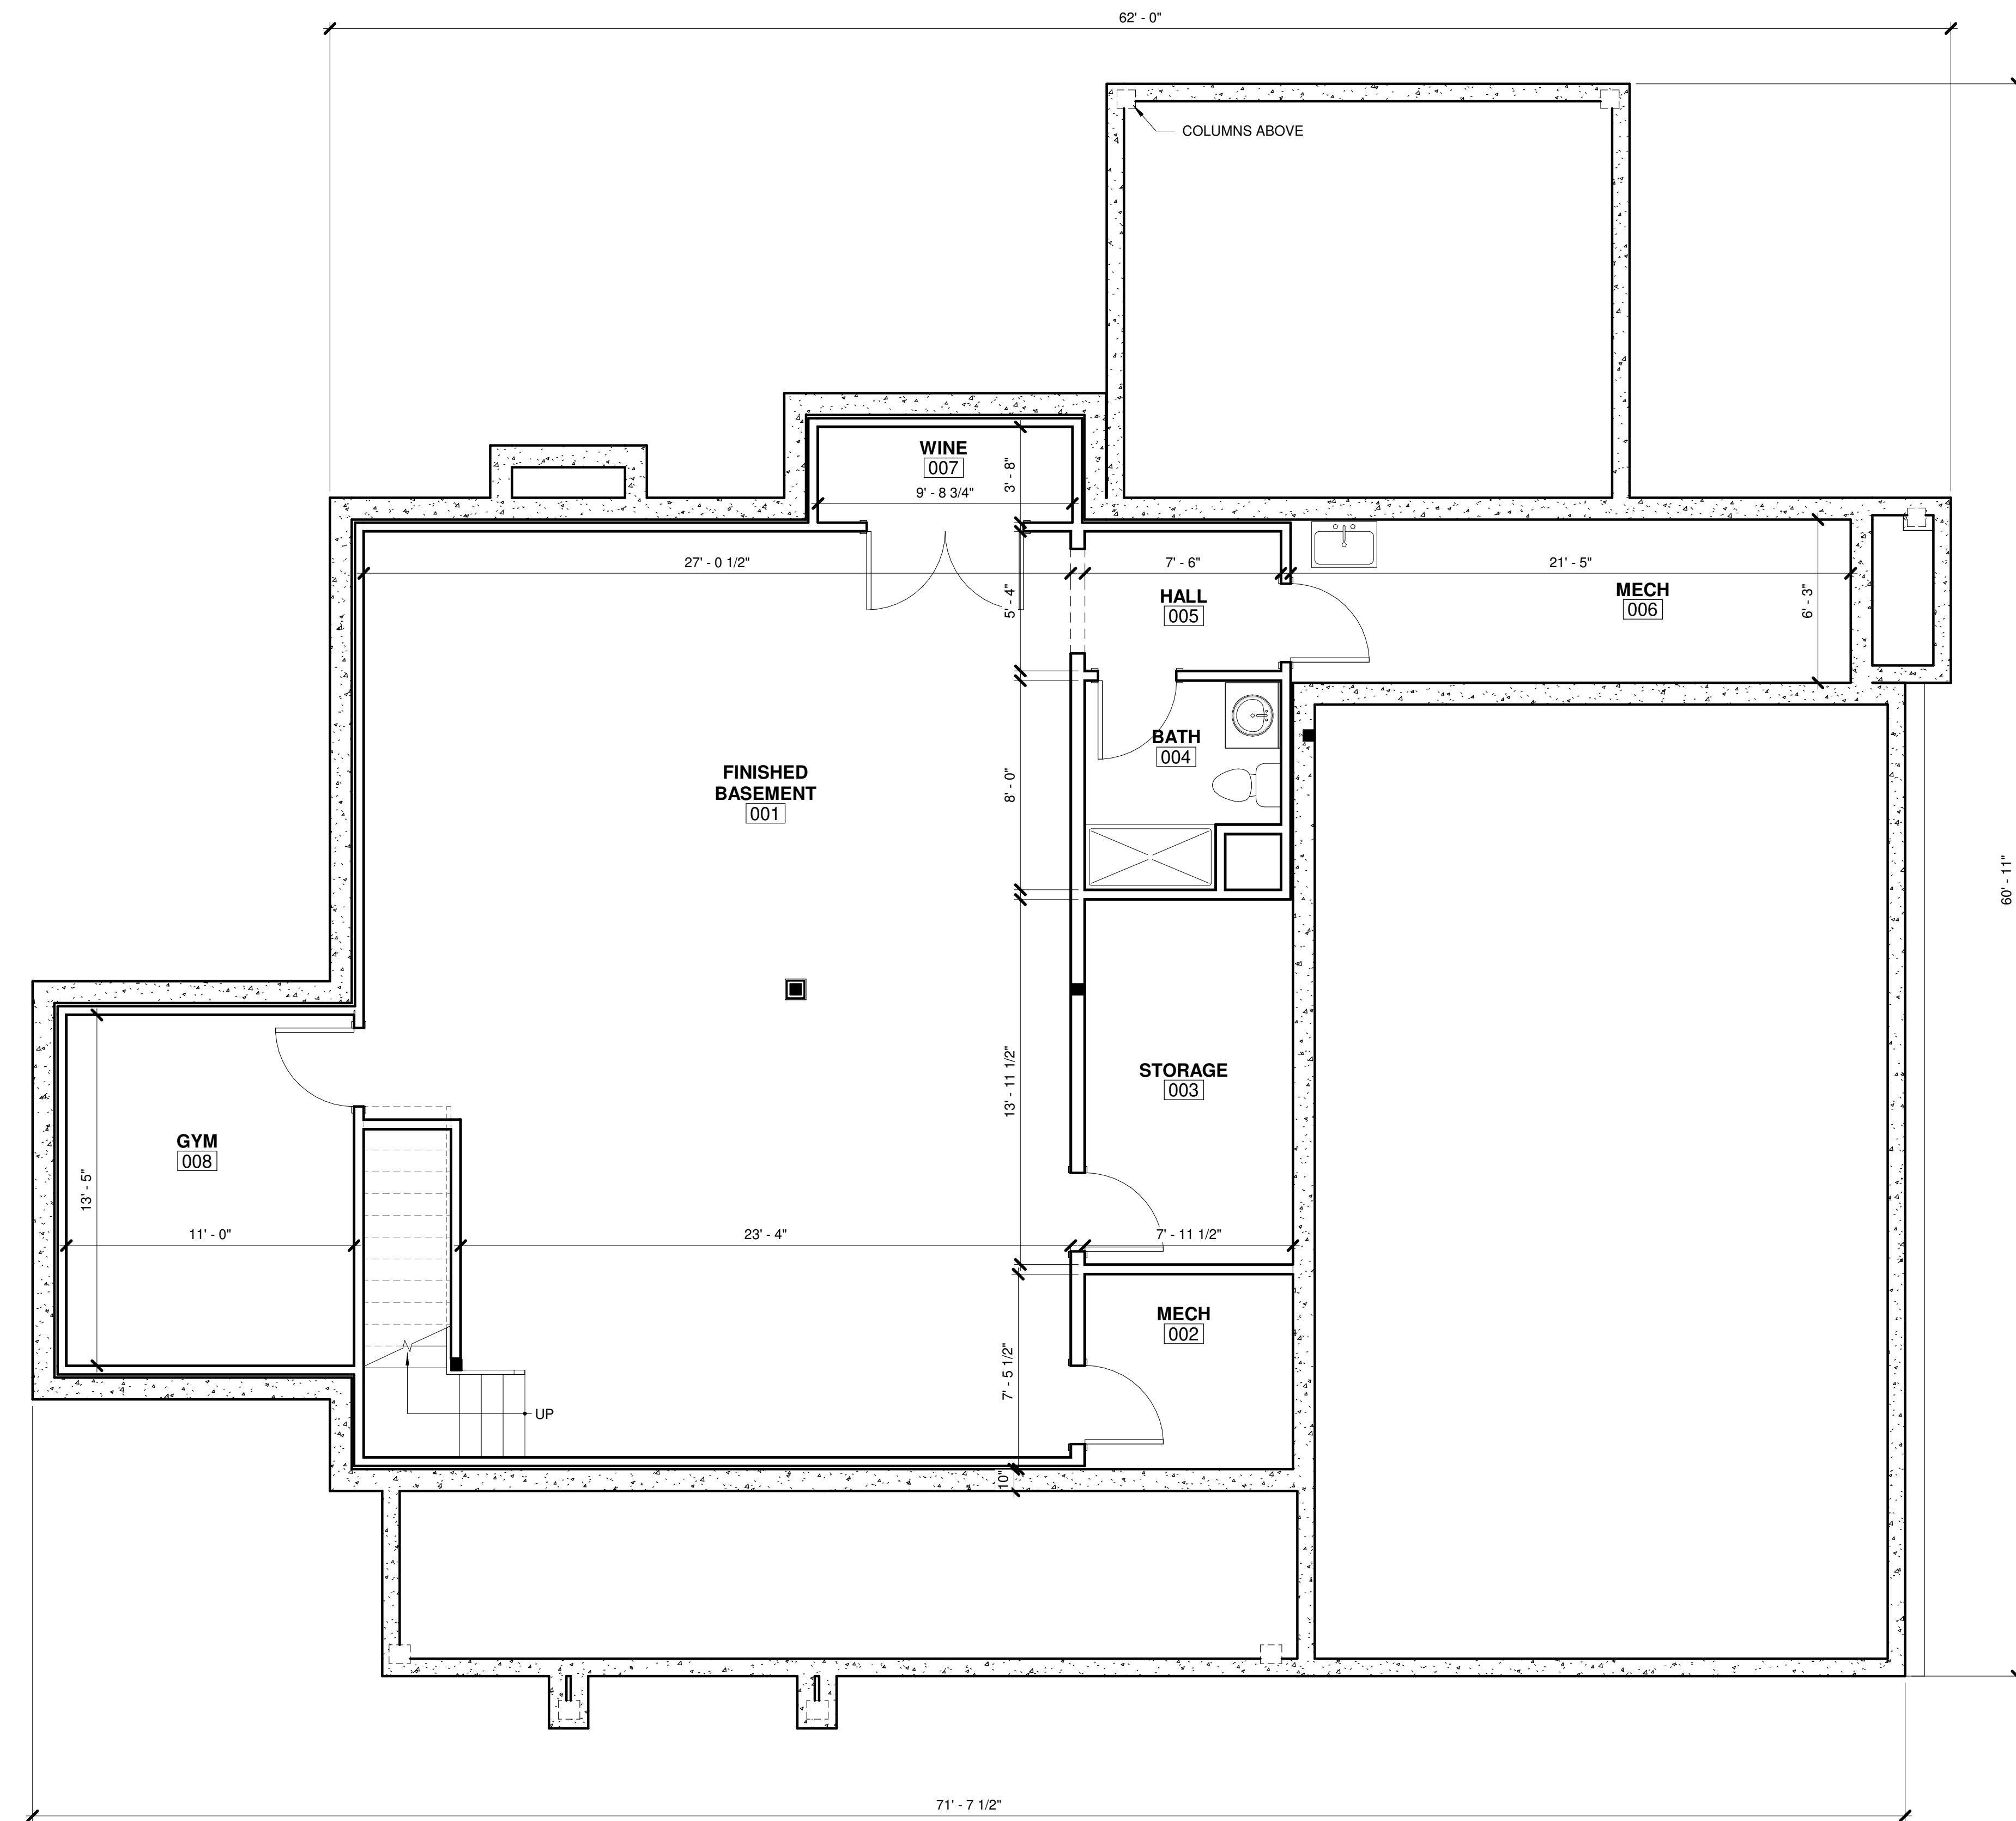 62' - 0"
COLUMNS ABOVE
WINE
007
3' - 8"
9' - 8 3/4"
27' - 0 1/2"
7' - 6"
21' - 5"
5' - 4"
HALL
005
MECH
006
6' - 3"
BATH
004
FINISHED
BASEMENT
001
8' - 0"
60' - 11"
STORAGE
003
13' - 11 1/2"
GYM
008
13' - 5"
11' - 0"
23' - 4"
7' - 11 1/2"
MECH
002
7' - 5 1/2"
UP
10"
71' - 7 1/2"